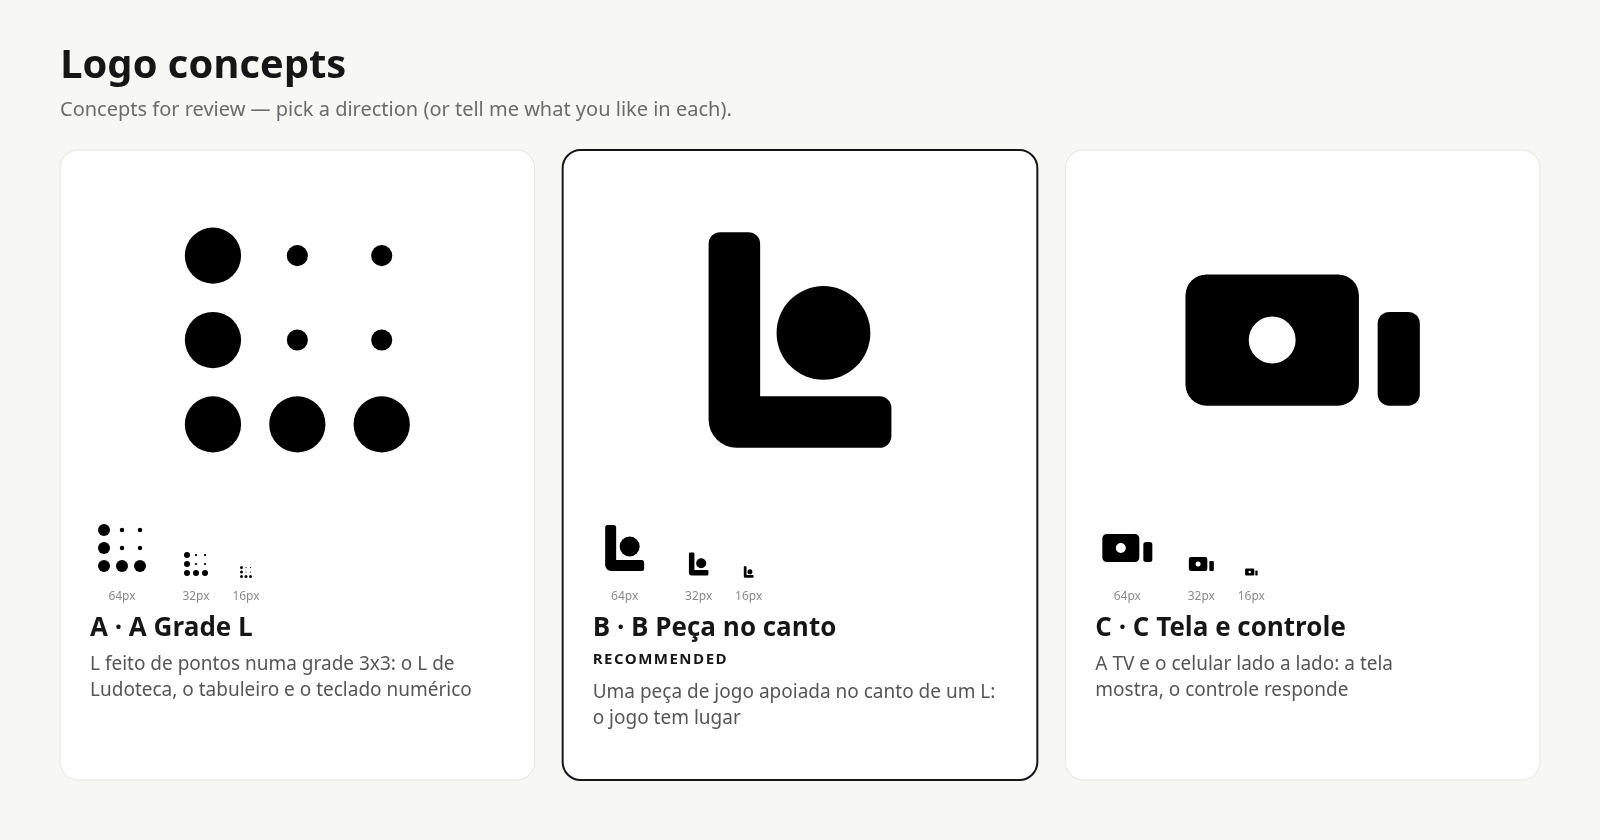 Logo concepts
Concepts for review — pick a direction (or tell me what you like in each).
64px 32px 16px
A · A Grade L
L feito de pontos numa grade 3x3: o L de
Ludoteca, o tabuleiro e o teclado numérico
64px 32px 16px
B · B Peça no canto
RECOMMENDED
Uma peça de jogo apoiada no canto de um L:
o jogo tem lugar
64px 32px 16px
C · C Tela e controle
A TV e o celular lado a lado: a tela
mostra, o controle responde